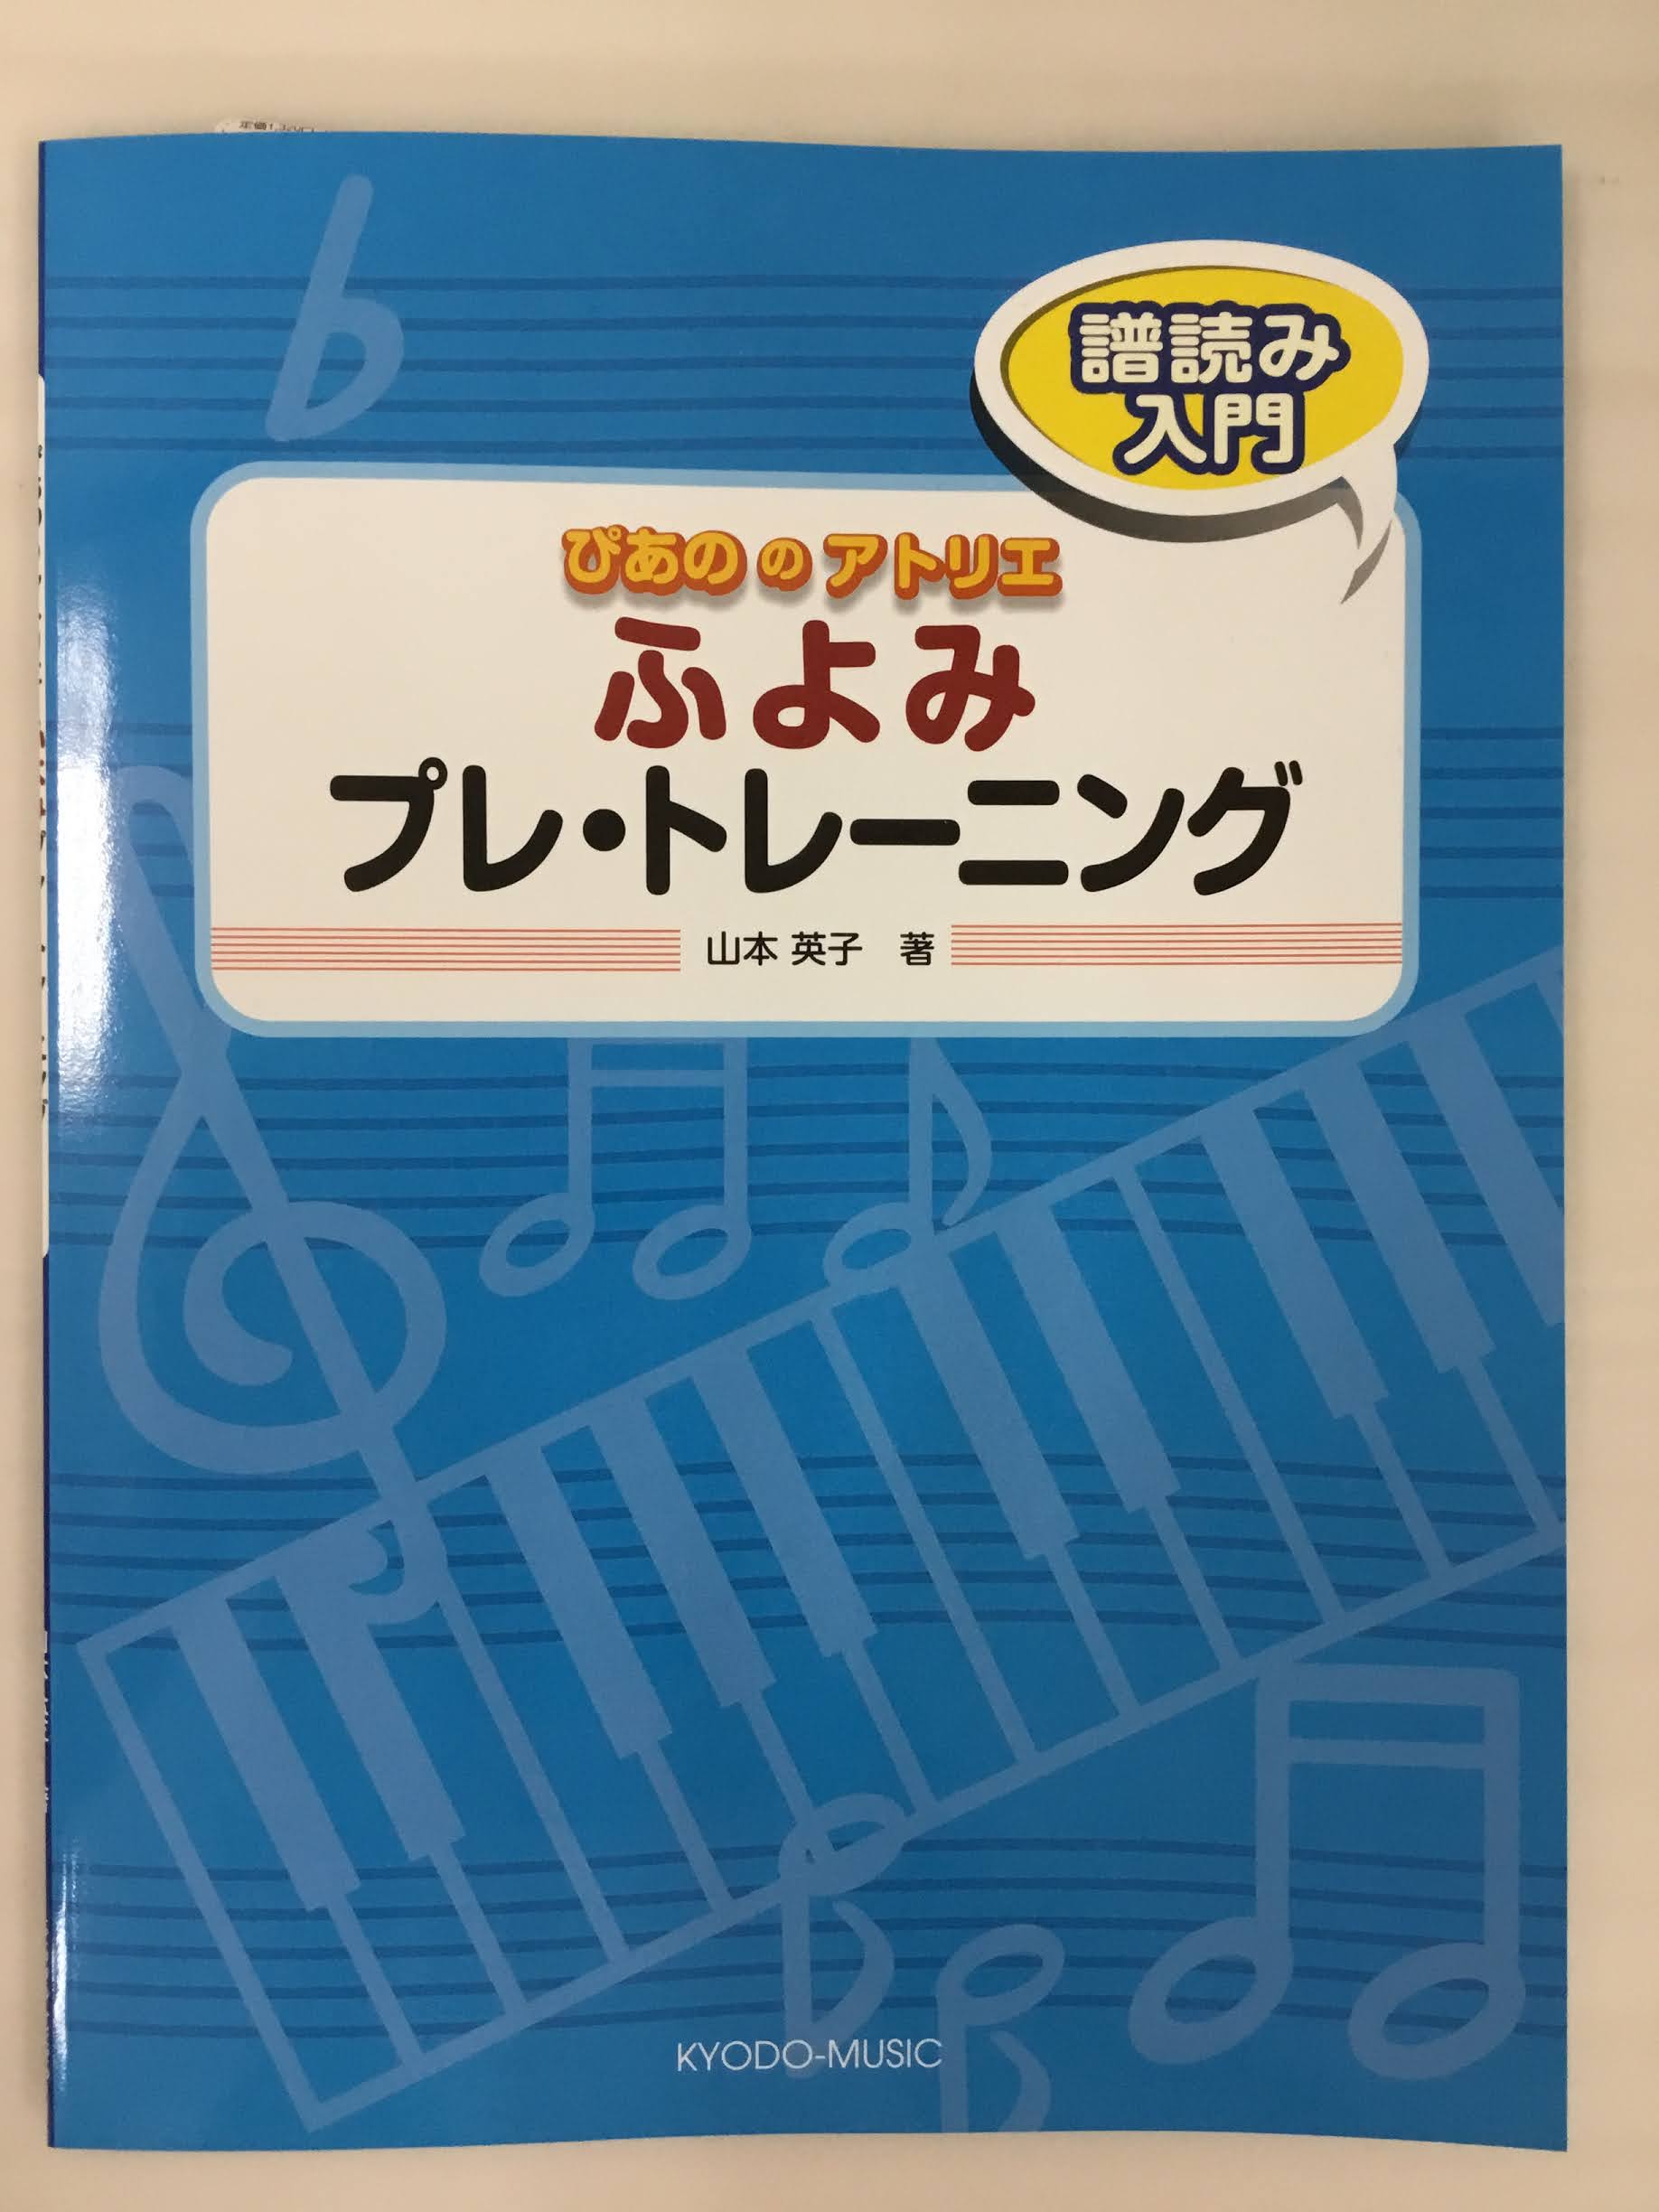 譜読み
入門
ぴあの の アトリエ
ふよみ
プレ・トレーニング
山本 英子 著
KYODO-MUSIC